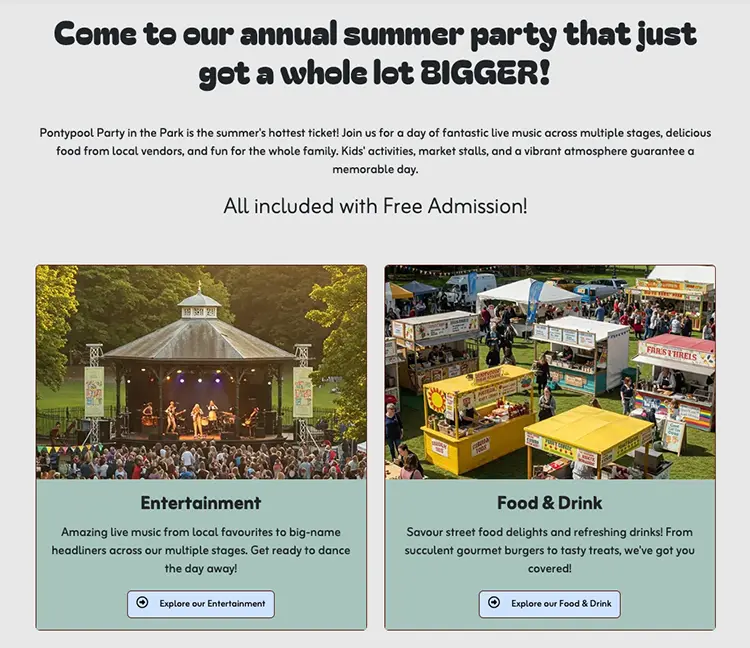 Come to our annual summer party that just
got a whole lot BIGGER!
Pontypool Party in the Park is the summer's hottest ticket! Join us for a day of fantastic live music across multiple stages, delicious
food from local vendors, and fun for the whole family. Kids' activities, market stalls, and a vibrant atmosphere guarantee a
memorable day.
All included with Free Admission!
Entertainment
Amazing live music from local favourites to big-name
headliners across our multiple stages. Get ready to dance
the day away!
Explore our Entertainment
Food & Drink
Savour street food delights and refreshing drinks! From
succulent gourmet burgers to tasty treats, we've got you
covered!
Explore our Food & Drink